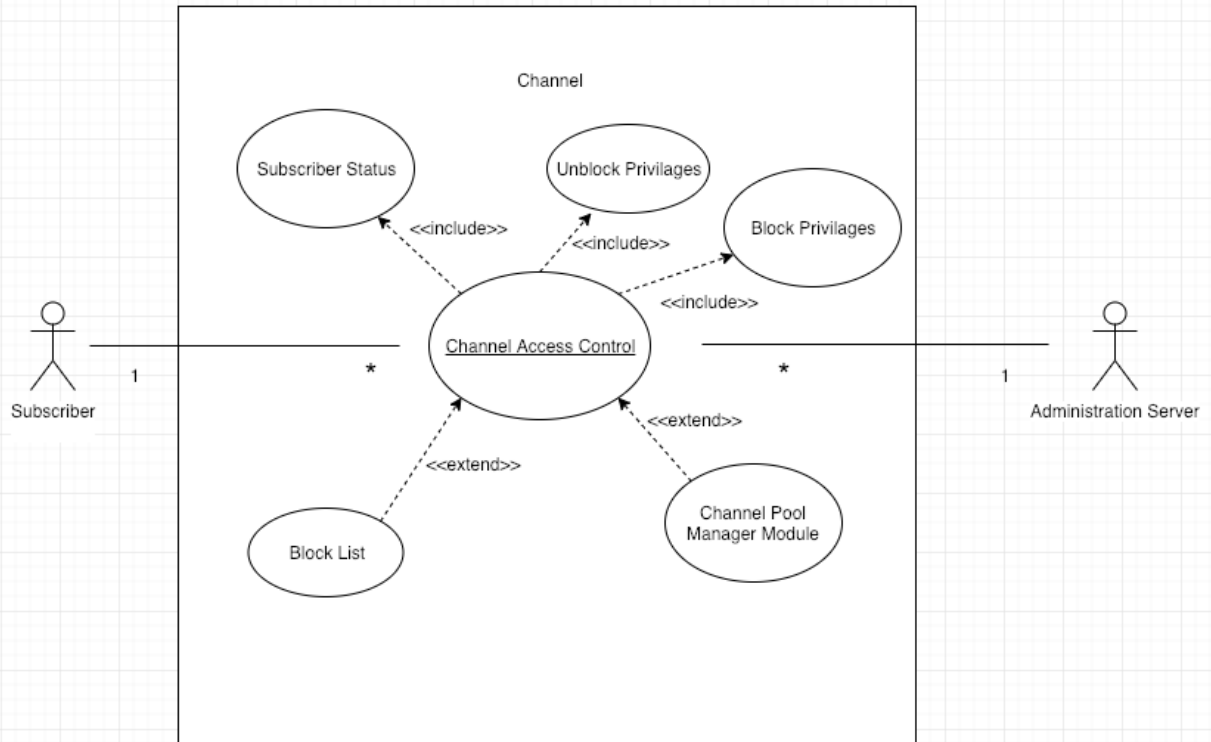 Channel
Subscriber Status
Unblock Privilages
Block Privilages
<<include>>
<<include>>
<<include>>
Channel Access Control
1
*
*
1
Subscriber
Administration Server
<<extend>>
<<extend>>
Channel Pool
Manager Module
Block List